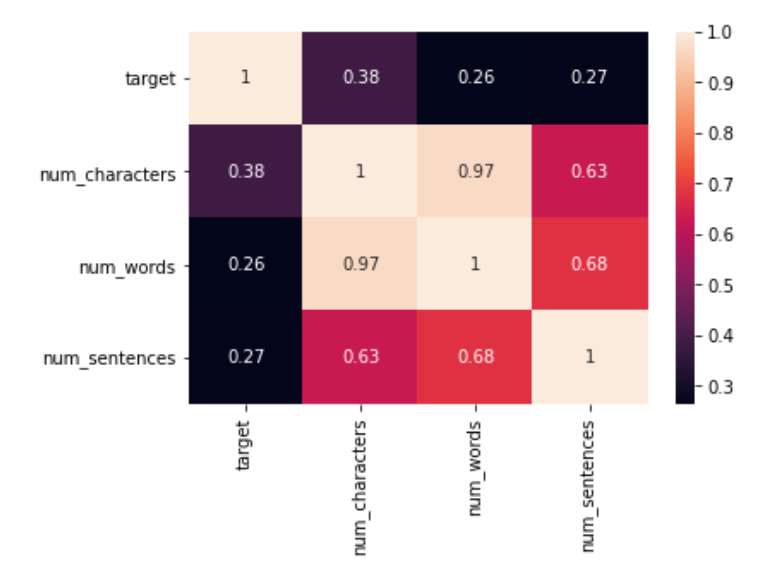 target 1 0.38 0.26 0.27
num_characters 0.38 1 0.97 0.63
num_words 0.26 0.97 1 0.68
num_sentences 0.27 0.63 0.68 1
target num_characters num_words num_sentences
1.0
0.9
0.8
0.7
0.6
0.5
0.4
0.3